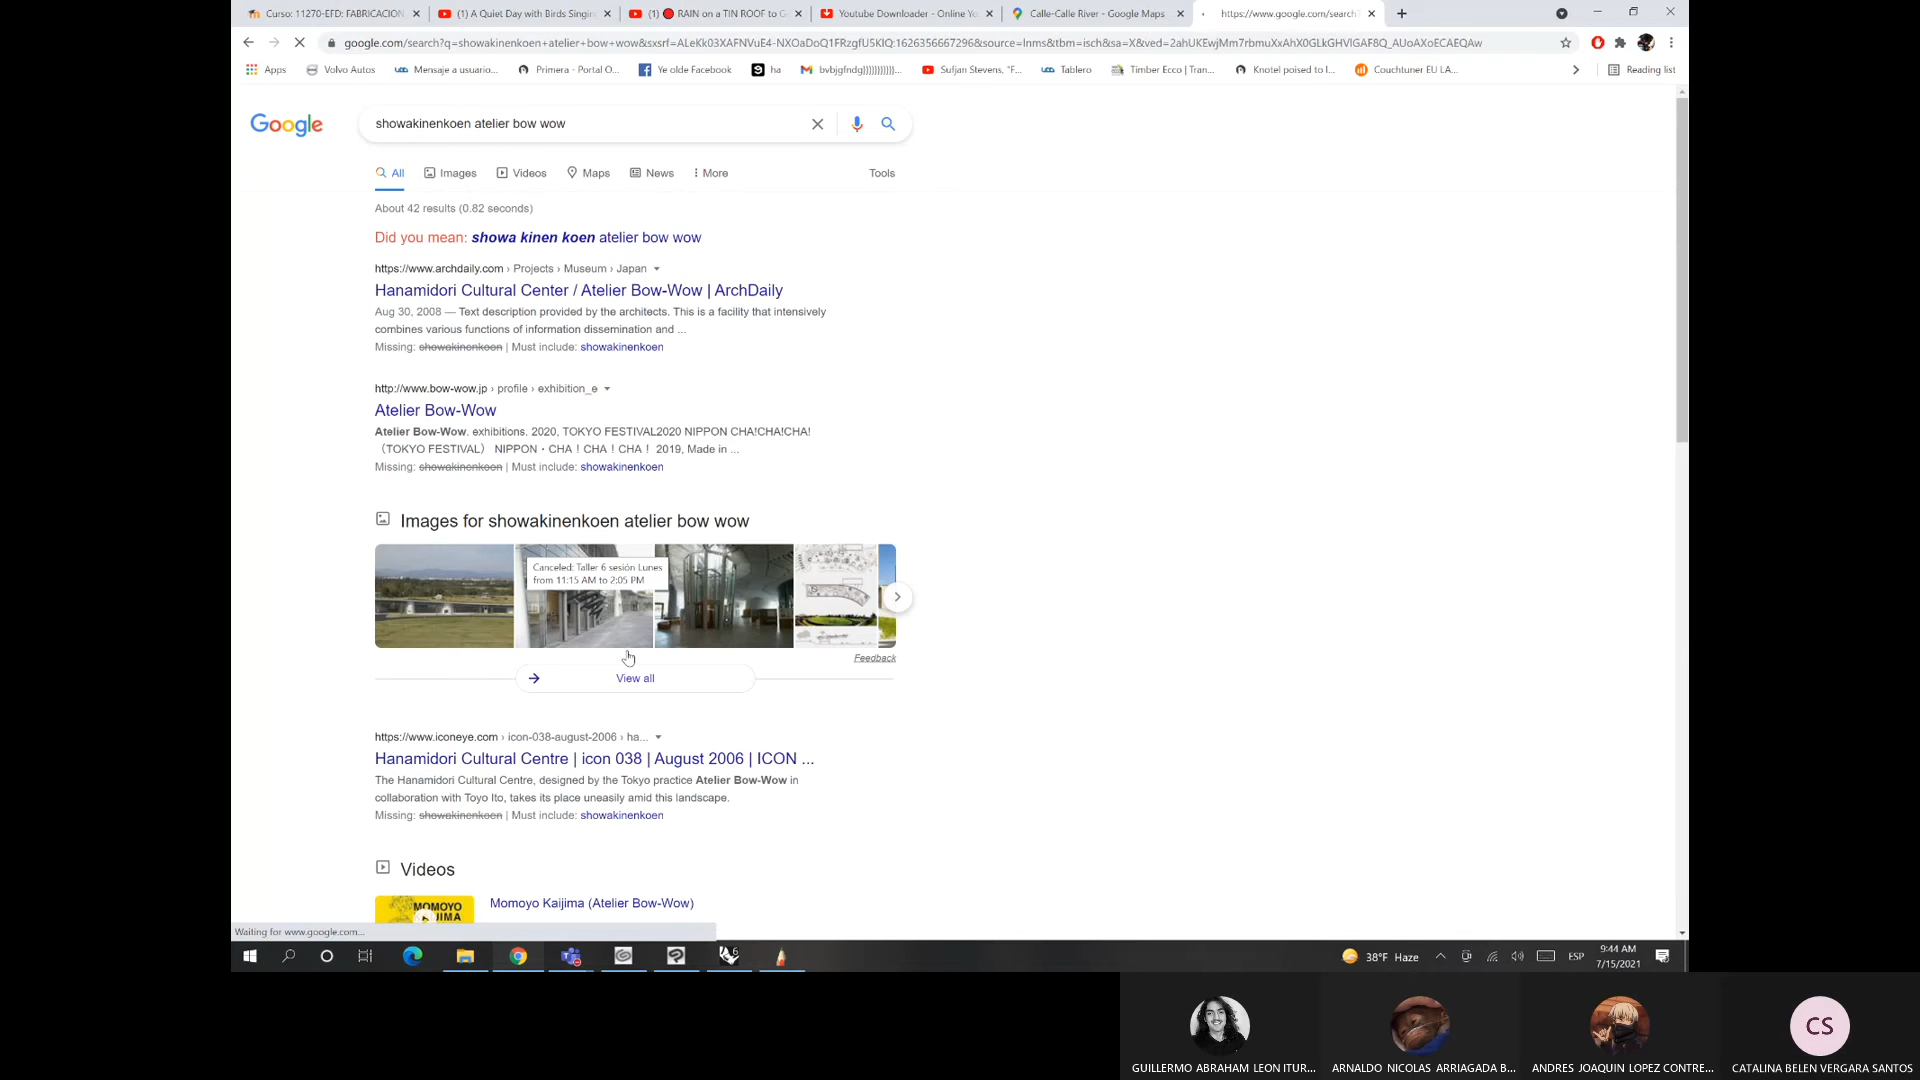 Curso: 11270-EFD: FABRICACION
(1) A Quiet Day with Birds Singin
(1) RAIN on a TIN ROOF to G
Youtube Downloader - Online Yo
Calle-Calle River - Google Maps
https://www.google.com/search?
google.com/search?q=showakinenkoen+atelier+bow+wow&sxsrf=ALeKk03XAFNVuE4-NXOaDoQ1FRzgfU5KlQ:1626356667296&source=lnms&tbm=isch&sa=X&ved=2ahUKEwjMm7rbmuXxAhX0GLkGHVlGAF8Q_AUoAXoECAEQAw
Apps
Volvo Autos
Mensaje a usuario...
Primera - Portal O...
Ye olde Facebook
ha
bvbjgfndg))))))))))...
Sufjan Stevens, "F...
Tablero
Timber Ecco | Tran...
Knotel poised to l...
Couchtuner EU LA...
Reading list
Google
showakinenkoen atelier bow wow
All
Images
Videos
Maps
News
More
Tools
About 42 results (0.82 seconds)
Did you mean: showa kinen koen atelier bow wow
https://www.archdaily.com › Projects › Museum › Japan
Hanamidori Cultural Center / Atelier Bow-Wow | ArchDaily
Aug 30, 2008 — Text description provided by the architects. This is a facility that intensively
combines various functions of information dissemination and ...
Missing: showakinenkoen | Must include: showakinenkoen
http://www.bow-wow.jp › profile › exhibition_e
Atelier Bow-Wow
Atelier Bow-Wow. exhibitions. 2020, TOKYO FESTIVAL2020 NIPPON CHA!CHA!CHA!
（TOKYO FESTIVAL） NIPPON・CHA！CHA！CHA！ 2019, Made in ...
Missing: showakinenkoen | Must include: showakinenkoen
Images for showakinenkoen atelier bow wow
Canceled: Taller 6 sesión Lunes
from 11:15 AM to 2:05 PM
Feedback
View all
https://www.iconeye.com › icon-038-august-2006 › ha...
Hanamidori Cultural Centre | icon 038 | August 2006 | ICON ...
The Hanamidori Cultural Centre, designed by the Tokyo practice Atelier Bow-Wow in
collaboration with Toyo Ito, takes its place uneasily amid this landscape.
Missing: showakinenkoen | Must include: showakinenkoen
Videos
MOMOYO
Momoyo Kaijima (Atelier Bow-Wow)
Waiting for www.google.com...
38°F Haze
ESP
9:44 AM
7/15/2021
CS
GUILLERMO ABRAHAM LEON ITUR...
ARNALDO NICOLAS ARRIAGADA B...
ANDRES JOAQUIN LOPEZ CONTRE...
CATALINA BELEN VERGARA SANTOS